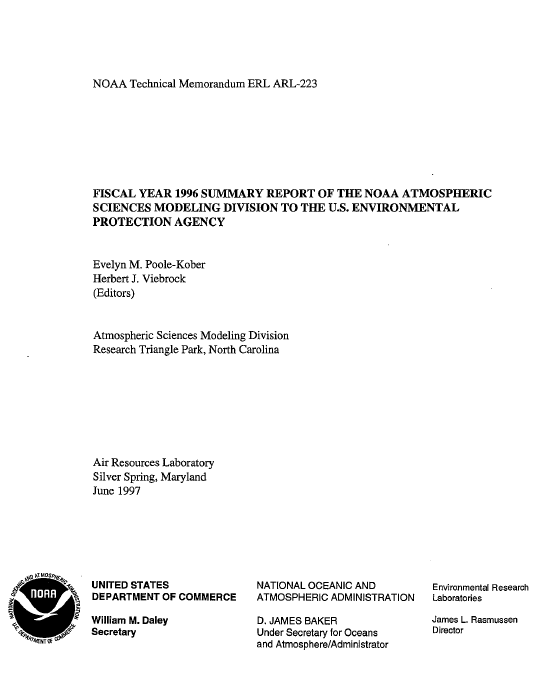 NOAA Technical Memorandum ERL ARL-223
FISCAL YEAR 1996 SUMMARY REPORT OF THE NOAA ATMOSPHERIC
SCIENCES MODELING DIVISION TO THE U.S. ENVIRONMENTAL
PROTECTION AGENCY
Evelyn M. Poole-Kober
Herbert J. Viebrock
(Editors)
Atmospheric Sciences Modeling Division
Research Triangle Park, North Carolina
Air Resources Laboratory
Silver Spring, Maryland
June 1997
NATIONAL OCEANIC AND ATMOSPHERIC ADMINISTRATION
NOAA
U.S. DEPARTMENT OF COMMERCE
UNITED STATES
DEPARTMENT OF COMMERCE
William M. Daley
Secretary
NATIONAL OCEANIC AND
ATMOSPHERIC ADMINISTRATION
D. JAMES BAKER
Under Secretary for Oceans
and Atmosphere/Administrator
Environmental Research
Laboratories
James L. Rasmussen
Director